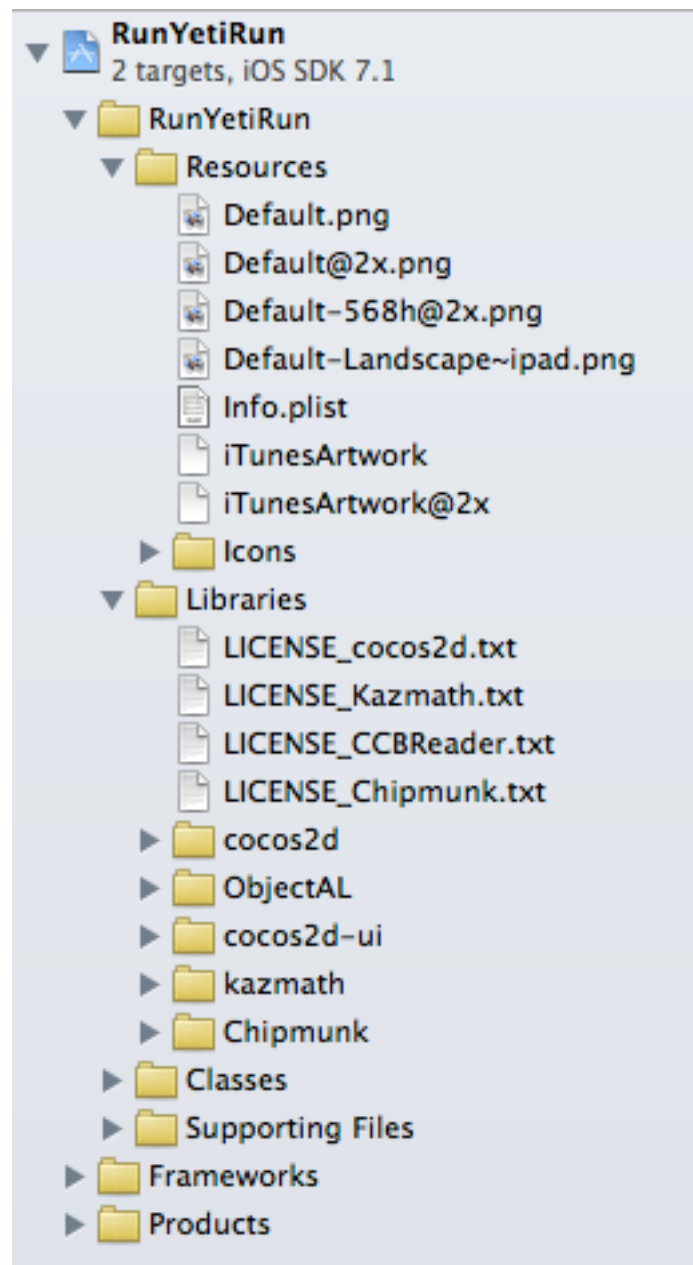 RunYetiRun
2 targets, iOS SDK 7.1
RunYetiRun
Resources
Default.png
Default@2x.png
Default-568h@2x.png
Default-Landscape~ipad.png
Info.plist
iTunesArtwork
iTunesArtwork@2x
Icons
Libraries
LICENSE_cocos2d.txt
LICENSE_Kazmath.txt
LICENSE_CCBReader.txt
LICENSE_Chipmunk.txt
cocos2d
ObjectAL
cocos2d-ui
kazmath
Chipmunk
Classes
Supporting Files
Frameworks
Products